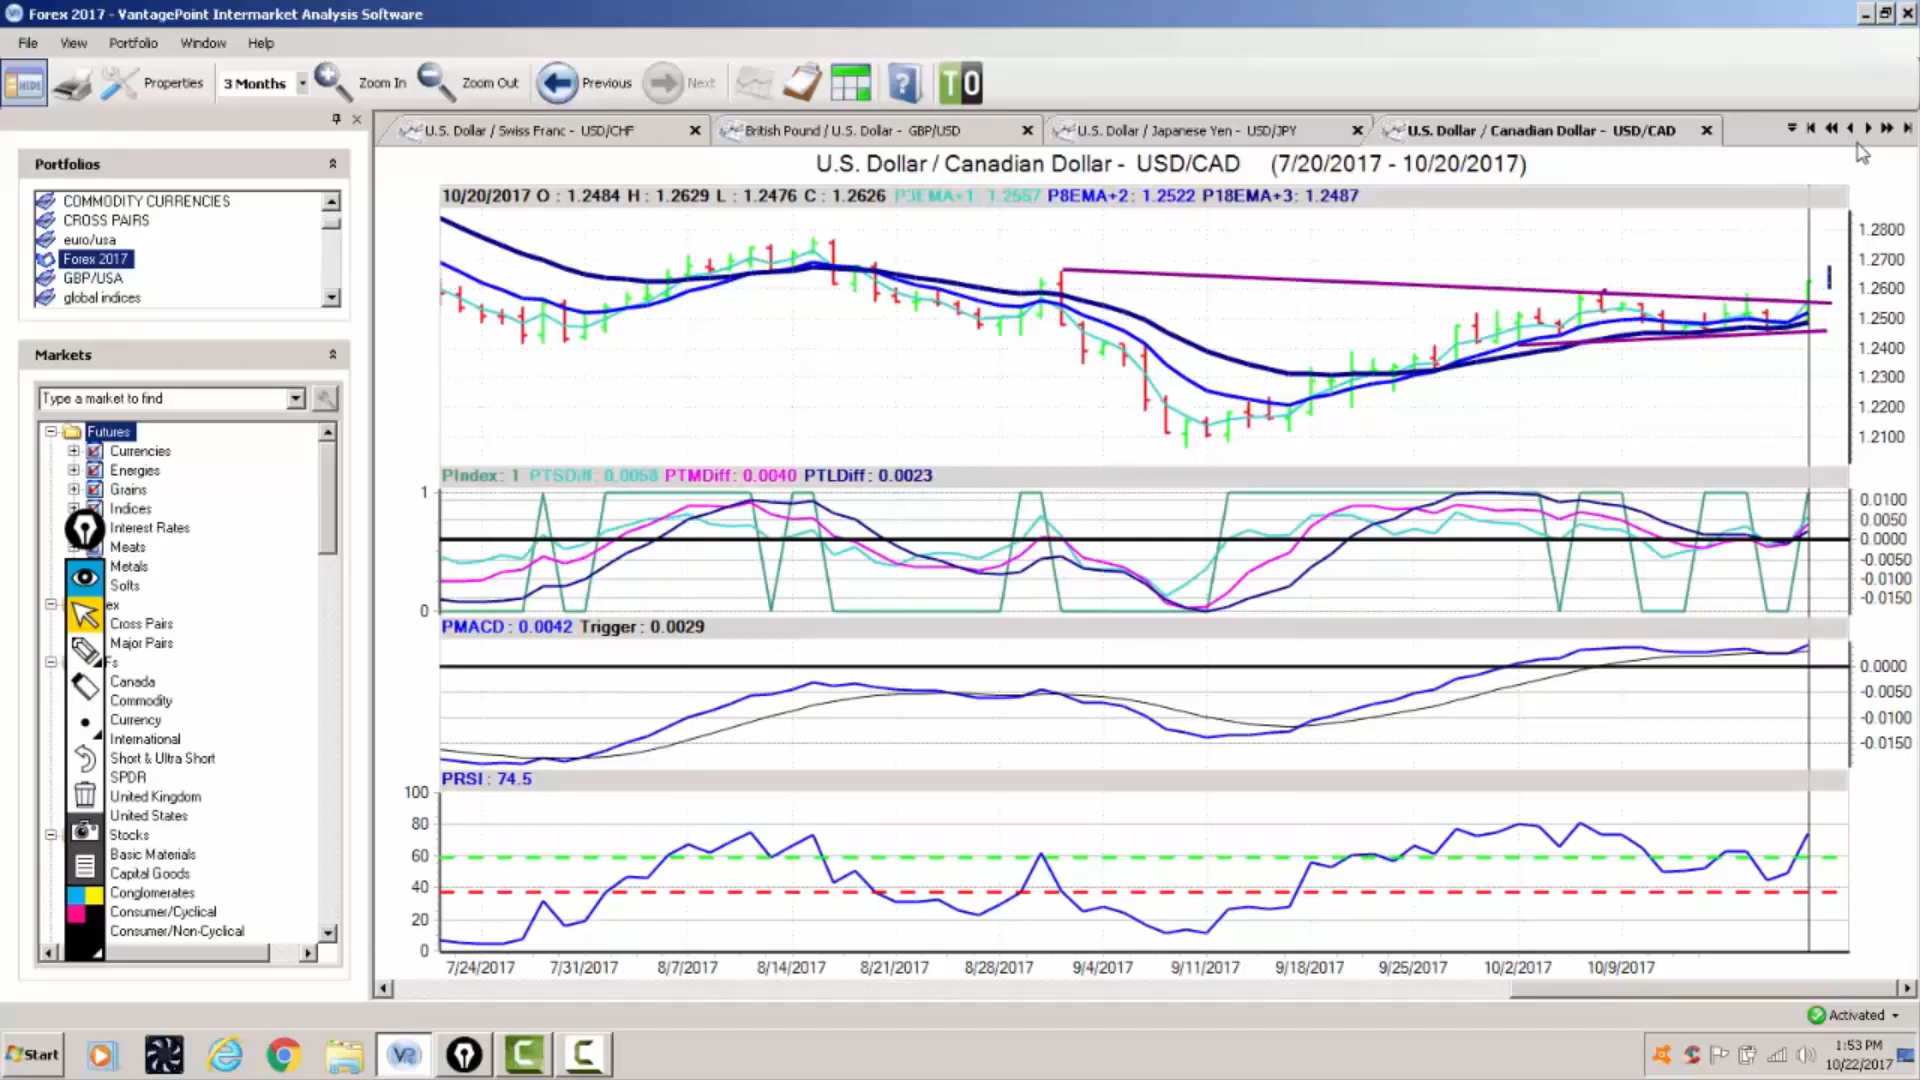 Forex 2017 - VantagePoint Intermarket Analysis Software
File View Portfolio Window Help
HIDE Properties 3 Months Zoom In Zoom Out Previous Next TO
U.S. Dollar / Swiss Franc - USD/CHF
British Pound / U.S. Dollar - GBP/USD
U.S. Dollar / Japanese Yen - USD/JPY
U.S. Dollar / Canadian Dollar - USD/CAD
Portfolios
COMMODITY CURRENCIES
CROSS PAIRS
euro/usa
Forex 2017
GBP/USA
global indices
Markets
Type a market to find
Futures
Currencies
Energies
Grains
Indices
Interest Rates
Meats
Metals
Softs
ex
Cross Pairs
Major Pairs
Fs
Canada
Commodity
Currency
International
Short & Ultra Short
SPDR
United Kingdom
United States
Stocks
Basic Materials
Capital Goods
Conglomerates
Consumer/Cyclical
Consumer/Non-Cyclical
U.S. Dollar / Canadian Dollar - USD/CAD (7/20/2017 - 10/20/2017)
10/20/2017 O : 1.2484 H : 1.2629 L : 1.2476 C : 1.2626 P3EMA+1: 1.2557 P8EMA+2: 1.2522 P18EMA+3: 1.2487
1.2800
1.2700
1.2600
1.2500
1.2400
1.2300
1.2200
1.2100
PIndex: 1 PTSDiff: 0.0058 PTMDiff: 0.0040 PTLDiff: 0.0023
1
0
0.0100
0.0050
0.0000
-0.0050
-0.0100
-0.0150
PMACD : 0.0042 Trigger : 0.0029
0.0000
-0.0050
-0.0100
-0.0150
PRSI : 74.5
100
80
60
40
20
0
7/24/2017 7/31/2017 8/7/2017 8/14/2017 8/21/2017 8/28/2017 9/4/2017 9/11/2017 9/18/2017 9/25/2017 10/2/2017 10/9/2017
Activated
Start
1:53 PM
10/22/2017